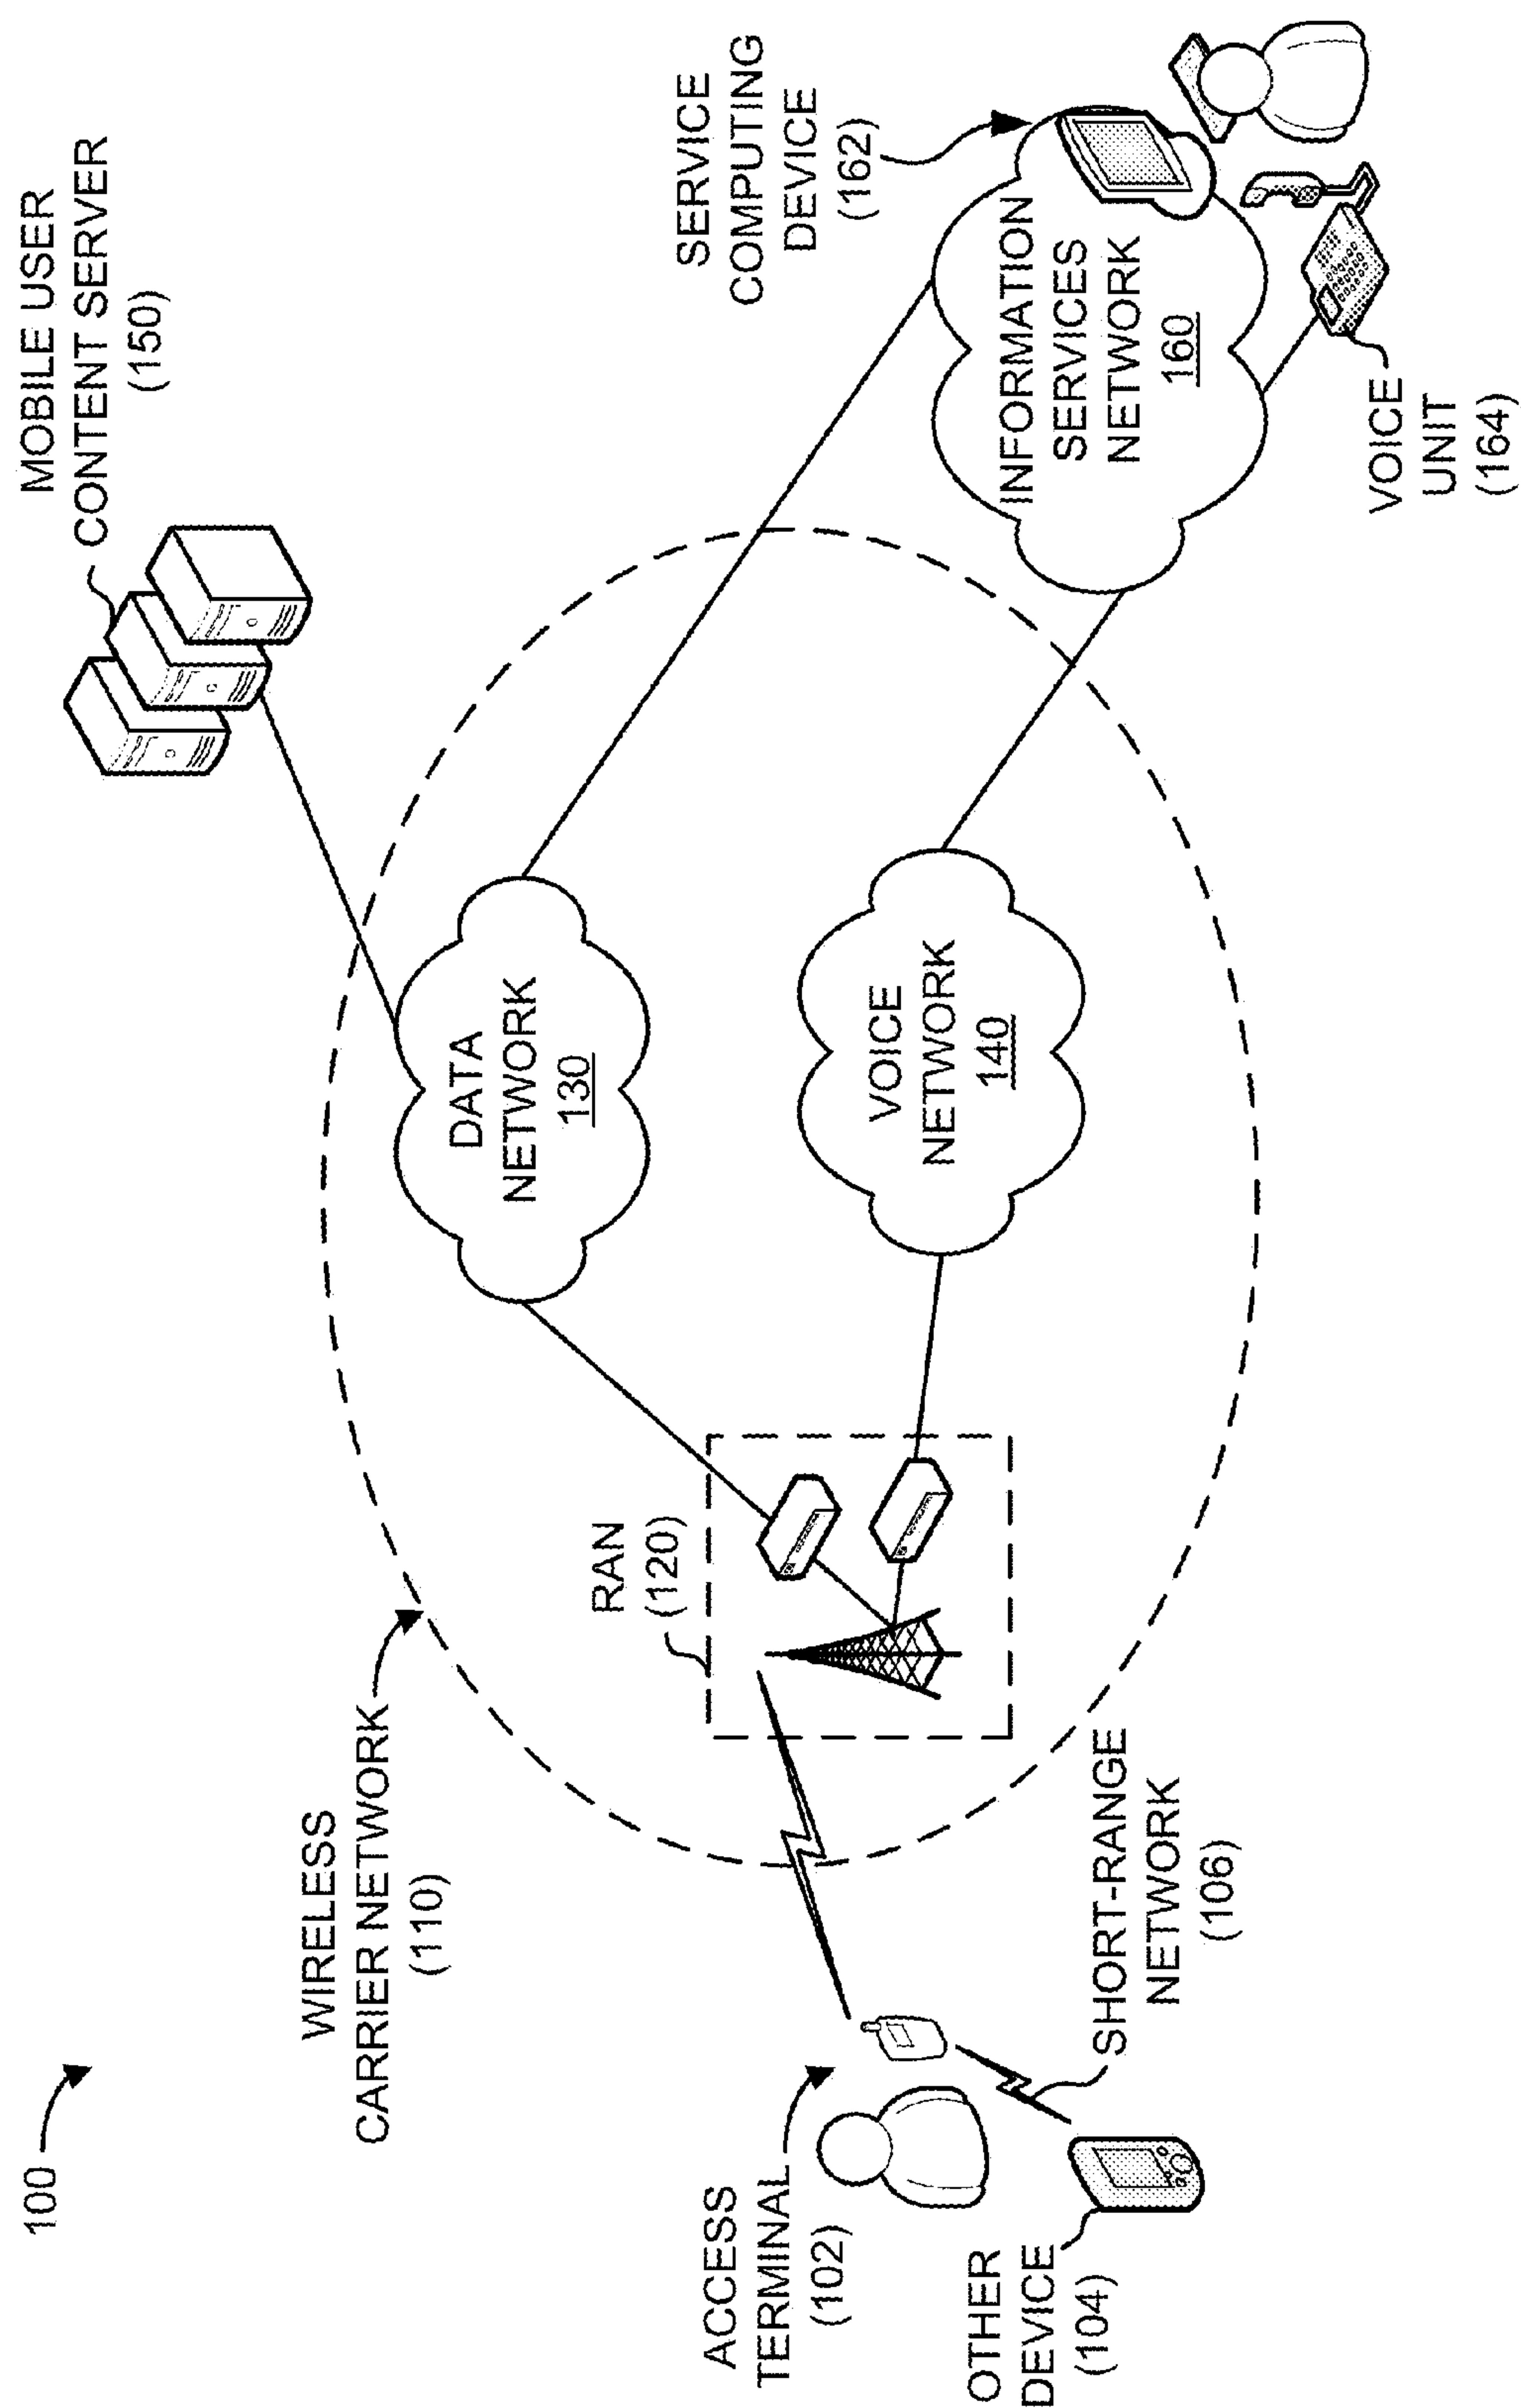 100
MOBILE USER
CONTENT SERVER
(150)
WIRELESS
CARRIER NETWORK
(110)
DATA
NETWORK
130
RAN
(120)
SERVICE
COMPUTING
DEVICE
(162)
ACCESS
TERMINAL
(102)
VOICE
NETWORK
140
INFORMATION
SERVICES
NETWORK
160
OTHER
DEVICE
(104)
SHORT-RANGE
NETWORK
(106)
VOICE
UNIT
(164)